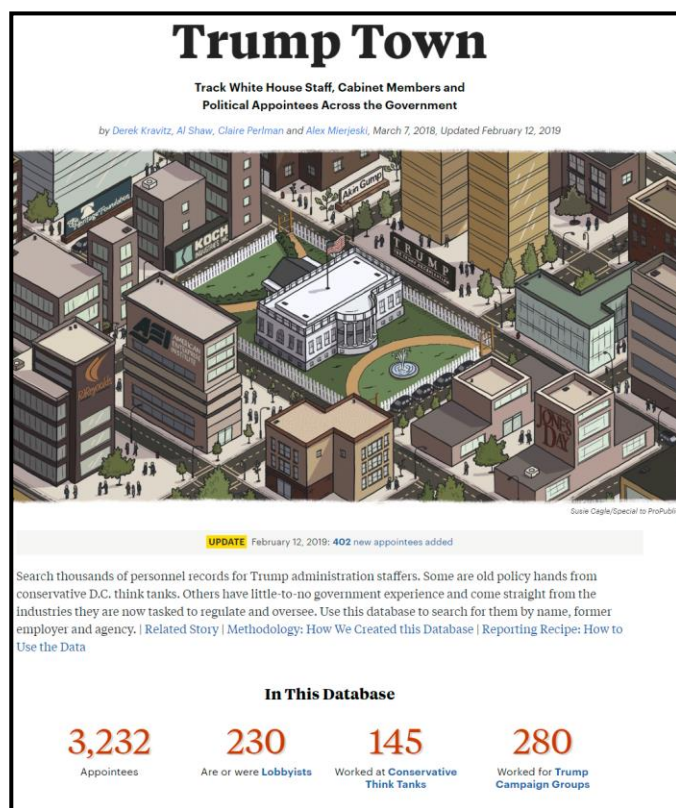 Trump Town
Track White House Staff, Cabinet Members and
Political Appointees Across the Government
by Derek Kravitz, Al Shaw, Claire Perlman and Alex Mierjeski, March 7, 2018, Updated February 12, 2019
Akin Gump
Heritage Foundation
KOCH
INDUSTRIES INC
TRUMP
AEI AMERICAN
ENTERPRISE
INSTITUTE
RJReynolds
JONES
DAY
Susie Cagle/Special to ProPublic
UPDATE February 12, 2019: 402 new appointees added
Search thousands of personnel records for Trump administration staffers. Some are old policy hands from
conservative D.C. think tanks. Others have little-to-no government experience and come straight from the
industries they are now tasked to regulate and oversee. Use this database to search for them by name, former
employer and agency. | Related Story | Methodology: How We Created this Database | Reporting Recipe: How to
Use the Data
In This Database
3,232 230 145 280
Appointees Are or were Lobbyists Worked at Conservative Worked for Trump
Think Tanks Campaign Groups